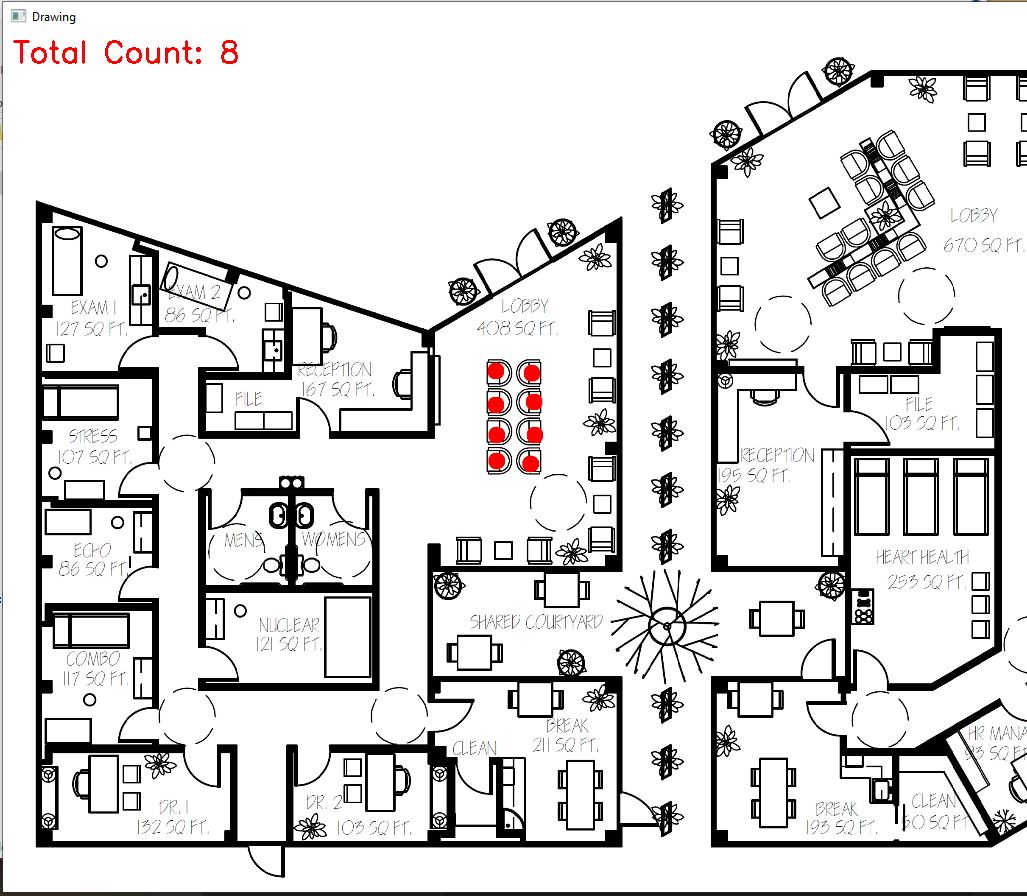 Drawing
Total Count: 8
LOBBY
670 SQ FT.
EXAM 1
127 SQ FT.
EXAM 2
86 SQ FT.
LOBBY
408 SQ FT.
RECEPTION
167 SQ FT.
FILE
FILE
103 SQ FT.
STRESS
107 SQ FT.
RECEPTION
195 SQ FT.
MENS
WOMENS
ECHO
86 SQ FT.
HEART HEALTH
253 SQ FT.
NUCLEAR
121 SQ FT.
SHARED COURTYARD
COMBO
117 SQ FT.
BREAK
211 SQ FT.
CLEAN
HR MANA
93 SQ FT.
DR. 1
132 SQ FT.
DR. 2
103 SQ FT.
BREAK
193 SQ FT.
CLEAN
50 SQ FT